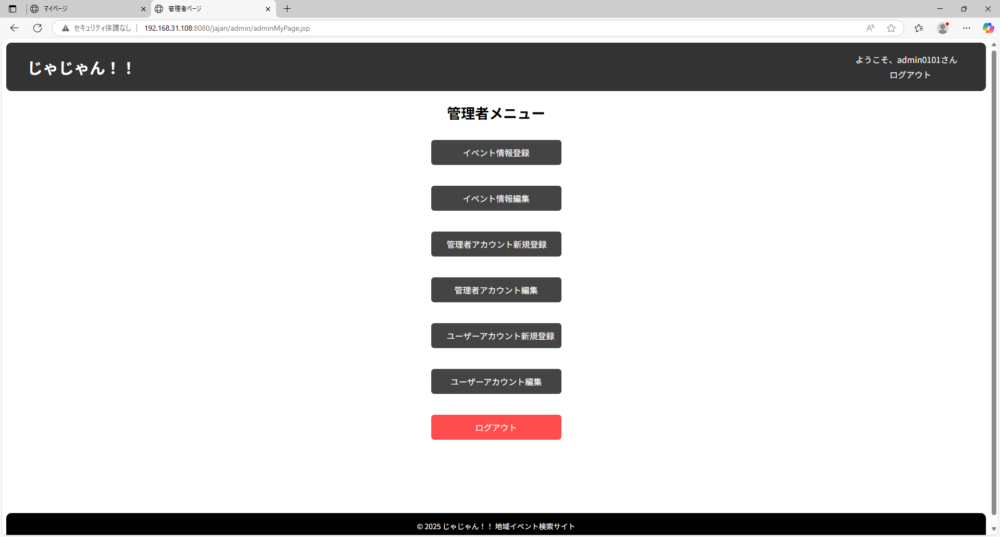 マイページ
管理者ページ
セキュリティ保護なし
192.168.31.108:8080/jajan/admin/adminMyPage.jsp
じゃじゃん！！
ようこそ、admin0101さん
ログアウト
管理者メニュー
イベント情報登録
イベント情報編集
管理者アカウント新規登録
管理者アカウント編集
ユーザーアカウント新規登録
ユーザーアカウント編集
ログアウト
© 2025 じゃじゃん！！ 地域イベント検索サイト